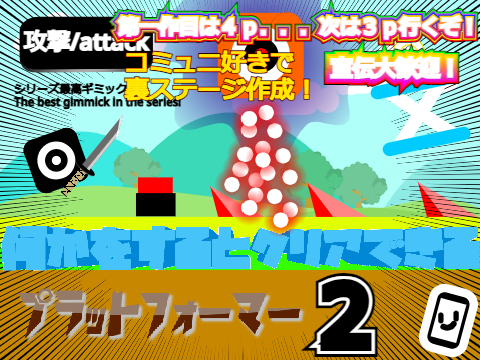 第一作目は４ｐ．．．次は３ｐ行くぞ！
攻撃/attack
コミュニ好きで
裏ステージ作成！
宣伝大歓迎！
シリーズ最高ギミック
The best gimmick in the series!
何かをするとクリアできる
プラットフォーマー2